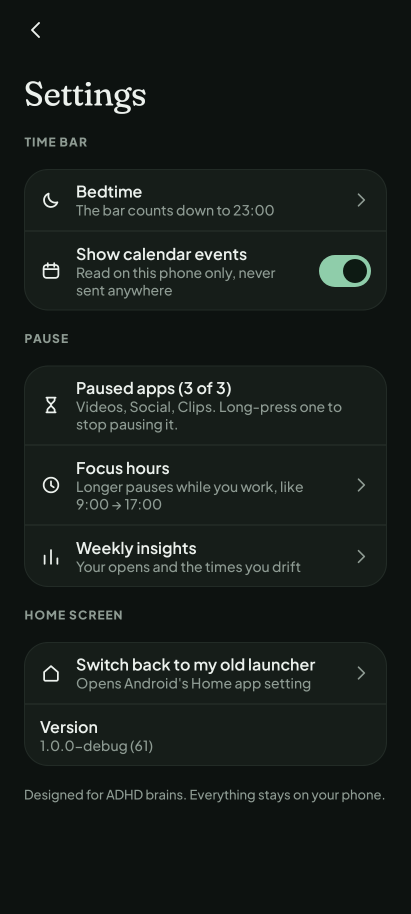 Settings
TIME BAR
Bedtime
The bar counts down to 23:00
Show calendar events
Read on this phone only, never
sent anywhere
PAUSE
Paused apps (3 of 3)
Videos, Social, Clips. Long-press one to
stop pausing it.
Focus hours
Longer pauses while you work, like
9:00 → 17:00
Weekly insights
Your opens and the times you drift
HOME SCREEN
Switch back to my old launcher
Opens Android's Home app setting
Version
1.0.0-debug (61)
Designed for ADHD brains. Everything stays on your phone.